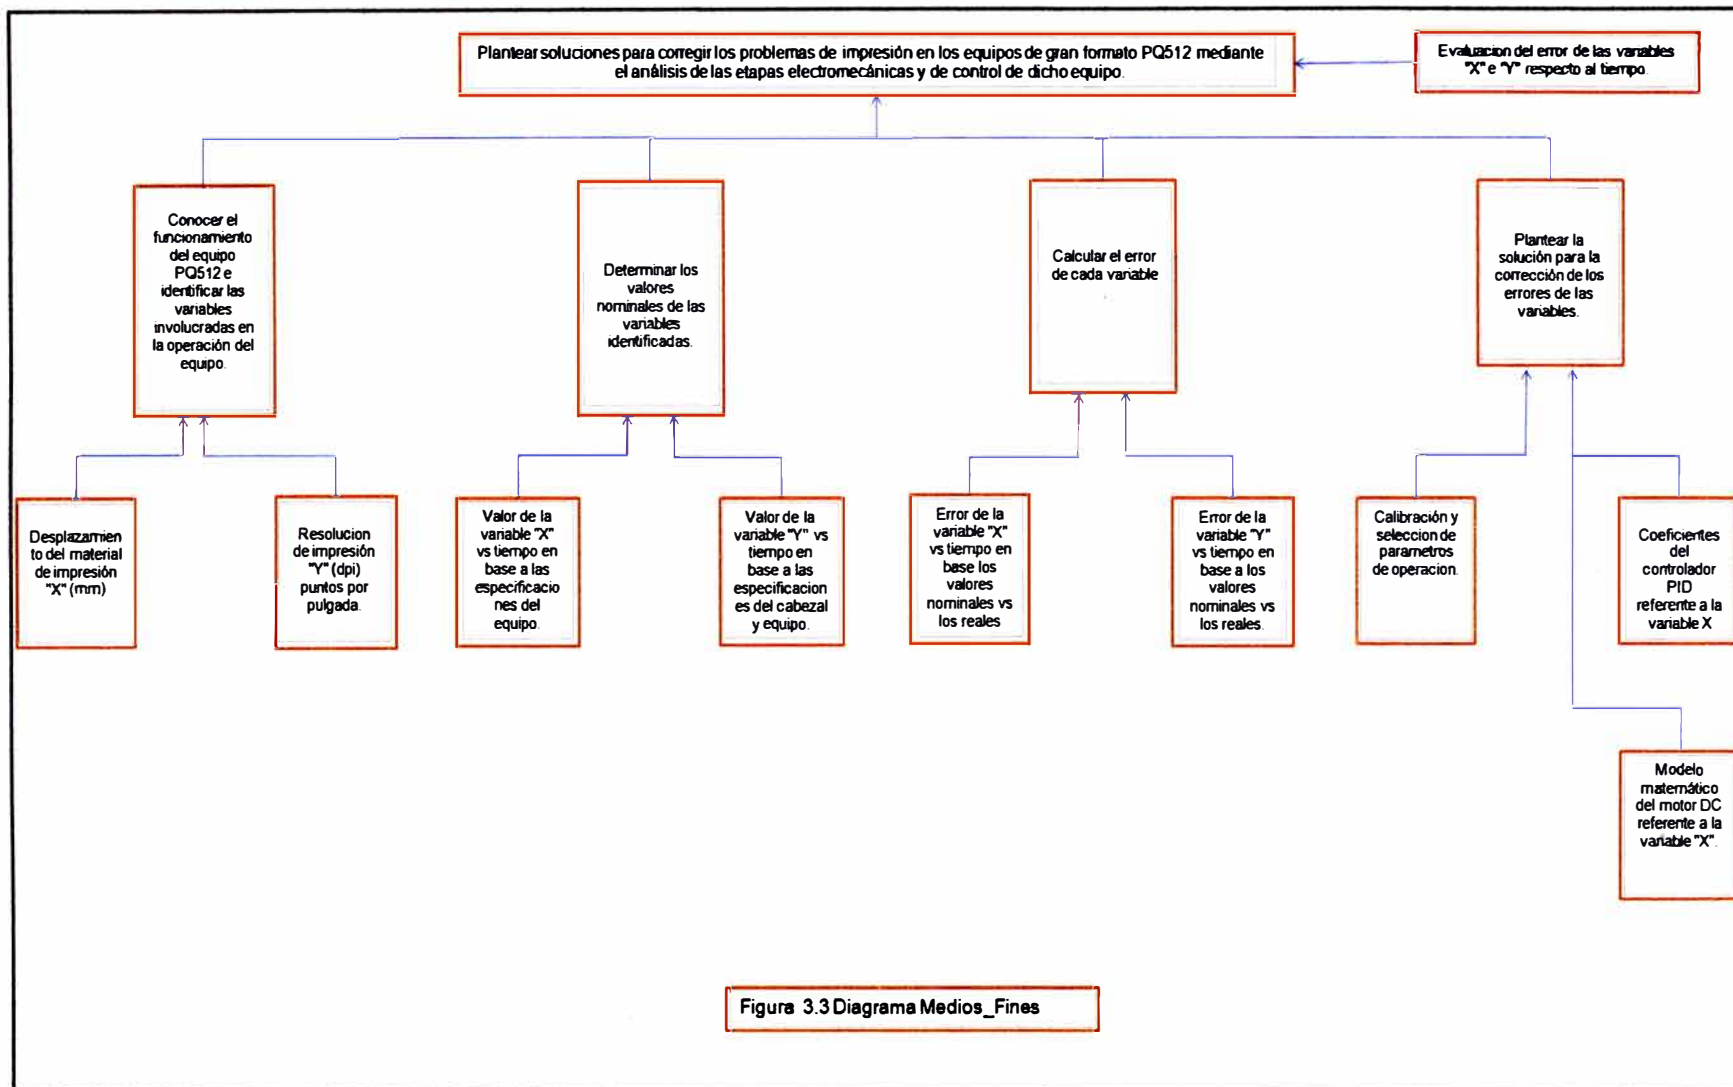 Plantear soluciones para corregir los problemas de impresión en los equipos de gran formato PQ512 mediante
el análisis de las etapas electromecánicas y de control de dicho equipo.
Evaluacion del error de las variables
"X" e "Y" respecto al tiempo.
Conocer el
funcionamiento
del equipo
PQ512 e
identificar las
variables
involucradas en
la operación del
equipo.
Determinar los
valores
nominales de las
variables
identificadas.
Calcular el error
de cada variable
Plantear la
solución para la
corrección de los
errores de las
variables.
Desplazamien
to del material
de impresión
"X" (mm)
Resolucion
de impresión
"Y" (dpi)
puntos por
pulgada.
Valor de la
variable "X"
vs tiempo en
base a las
especificacio
nes del
equipo.
Valor de la
variable "Y" vs
tiempo en
base a las
especificacion
es del cabezal
y equipo.
Error de la
variable "X"
vs tiempo en
base los
valores
nominales vs
los reales
Error de la
variable "Y"
vs tiempo en
base a los
valores
nominales vs
los reales.
Calibración y
seleccion de
parametros
de operacion.
Coeficientes
del
controlador
PID
referente a la
variable X
Modelo
matemático
del motor DC
referente a la
variable "X".
Figura 3.3 Diagrama Medios_Fines